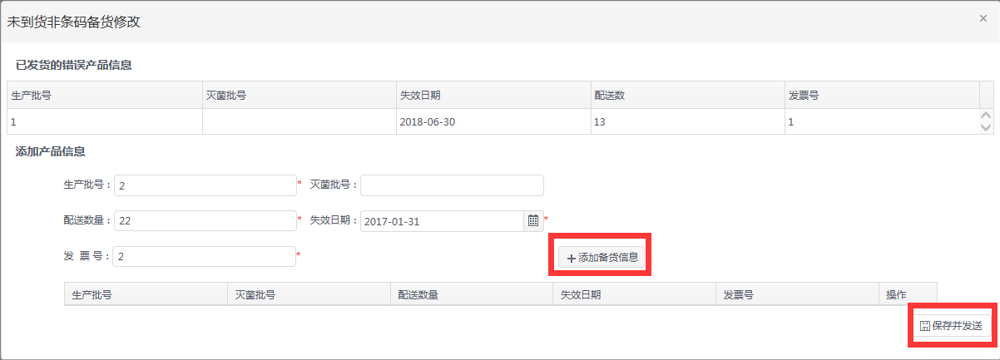 未到货非条码备货修改 ×
已发货的错误产品信息
生产批号 灭菌批号 失效日期 配送数 发票号
1 2018-06-30 13 1
添加产品信息
生产批号： 2 * 灭菌批号：
配送数量： 22 * 失效日期： 2017-01-31 *
发 票 号： 2 * +添加备货信息
生产批号 灭菌批号 配送数量 失效日期 发票号 操作
保存并发送